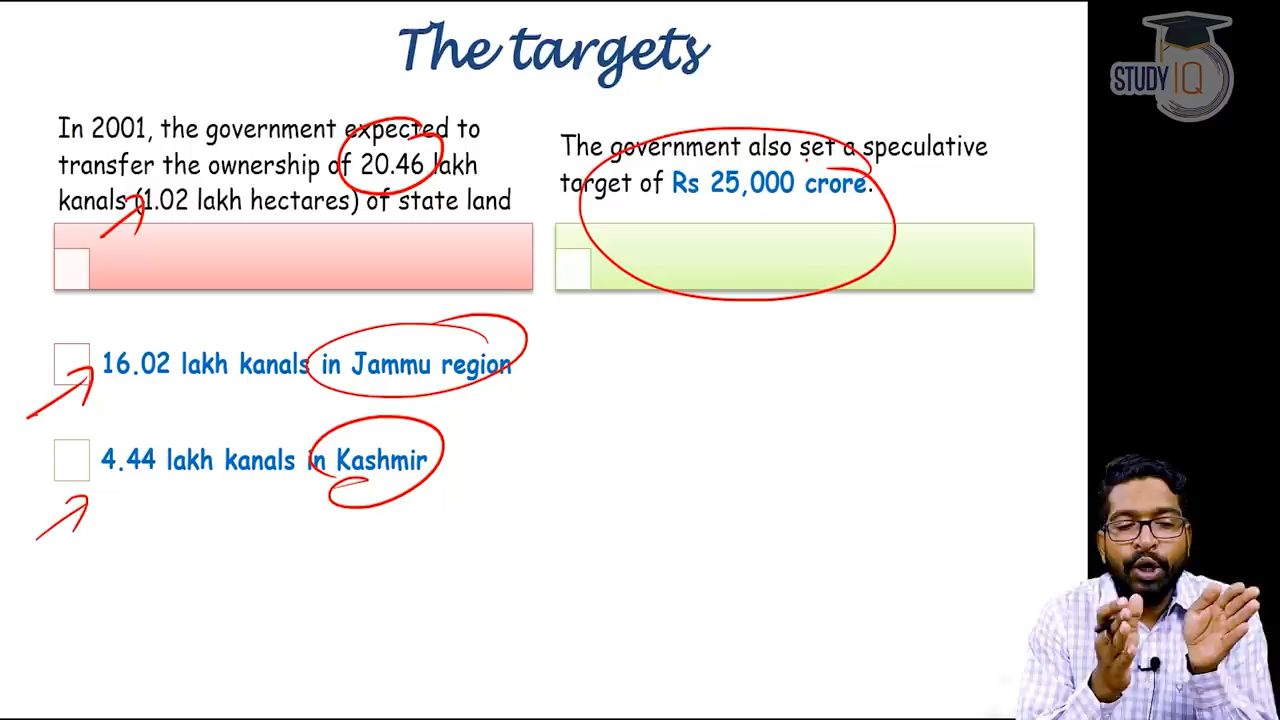 The targets
In 2001, the government expected to
transfer the ownership of 20.46 lakh
kanals (1.02 lakh hectares) of state land
The government also set a speculative
target of Rs 25,000 crore.
16.02 lakh kanals in Jammu region
4.44 lakh kanals in Kashmir
STUDY IQ